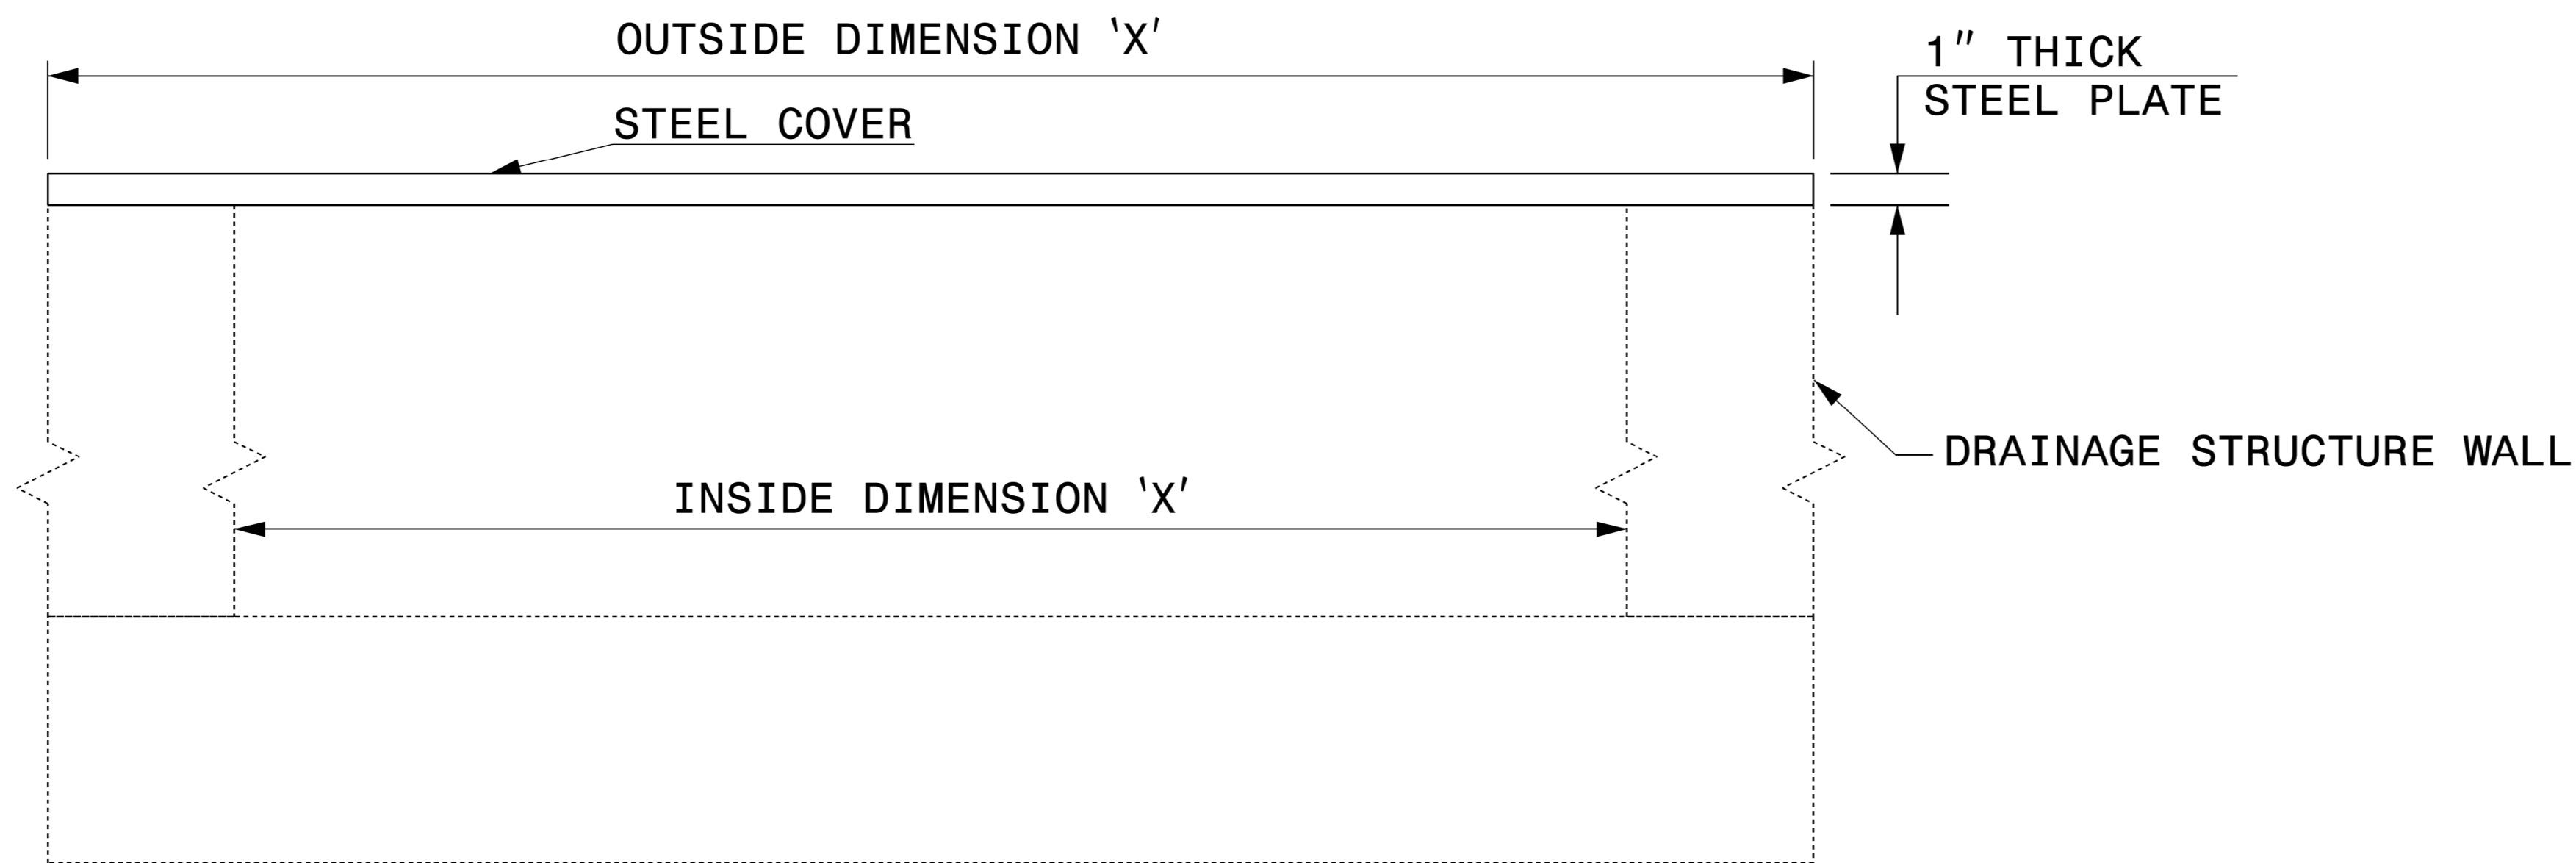 OUTSIDE DIMENSION 'X'
1" THICK
STEEL PLATE
STEEL COVER
DRAINAGE STRUCTURE WALL
INSIDE DIMENSION 'X'